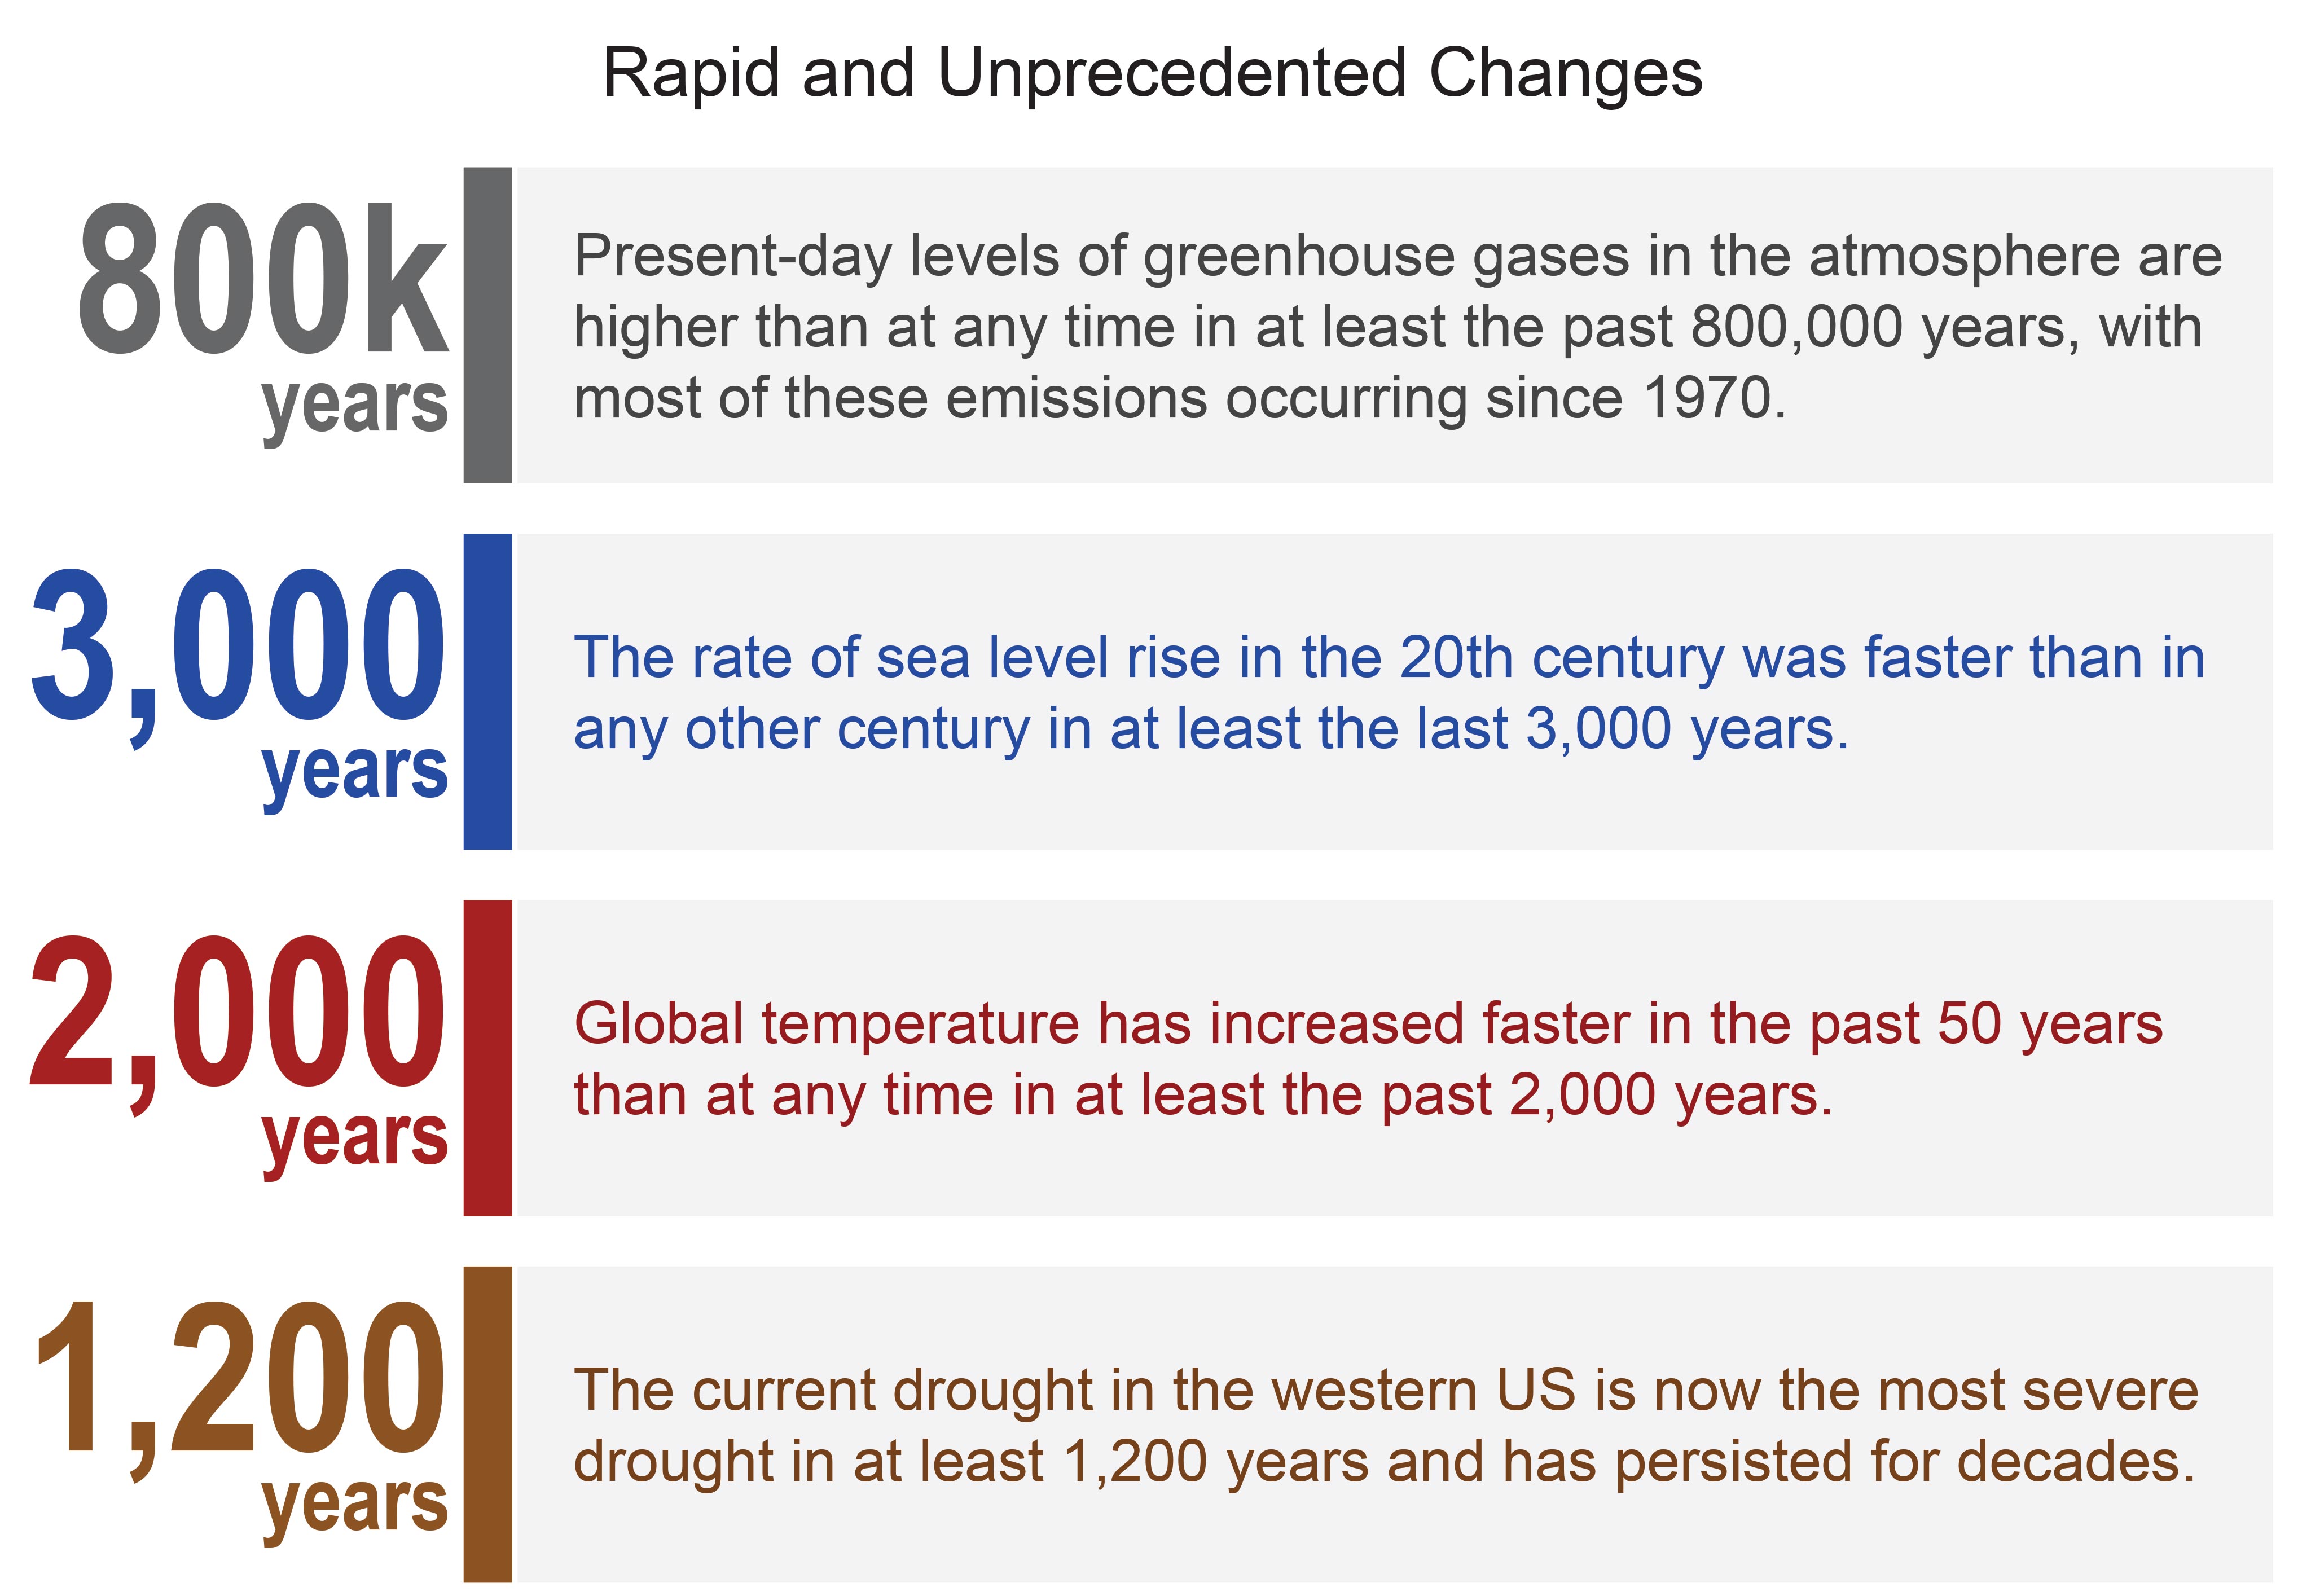 Rapid and Unprecedented Changes
800k
years
Present-day levels of greenhouse gases in the atmosphere are
higher than at any time in at least the past 800,000 years, with
most of these emissions occurring since 1970.
3,000
years
The rate of sea level rise in the 20th century was faster than in
any other century in at least the last 3,000 years.
2,000
years
Global temperature has increased faster in the past 50 years
than at any time in at least the past 2,000 years.
1,200
years
The current drought in the western US is now the most severe
drought in at least 1,200 years and has persisted for decades.